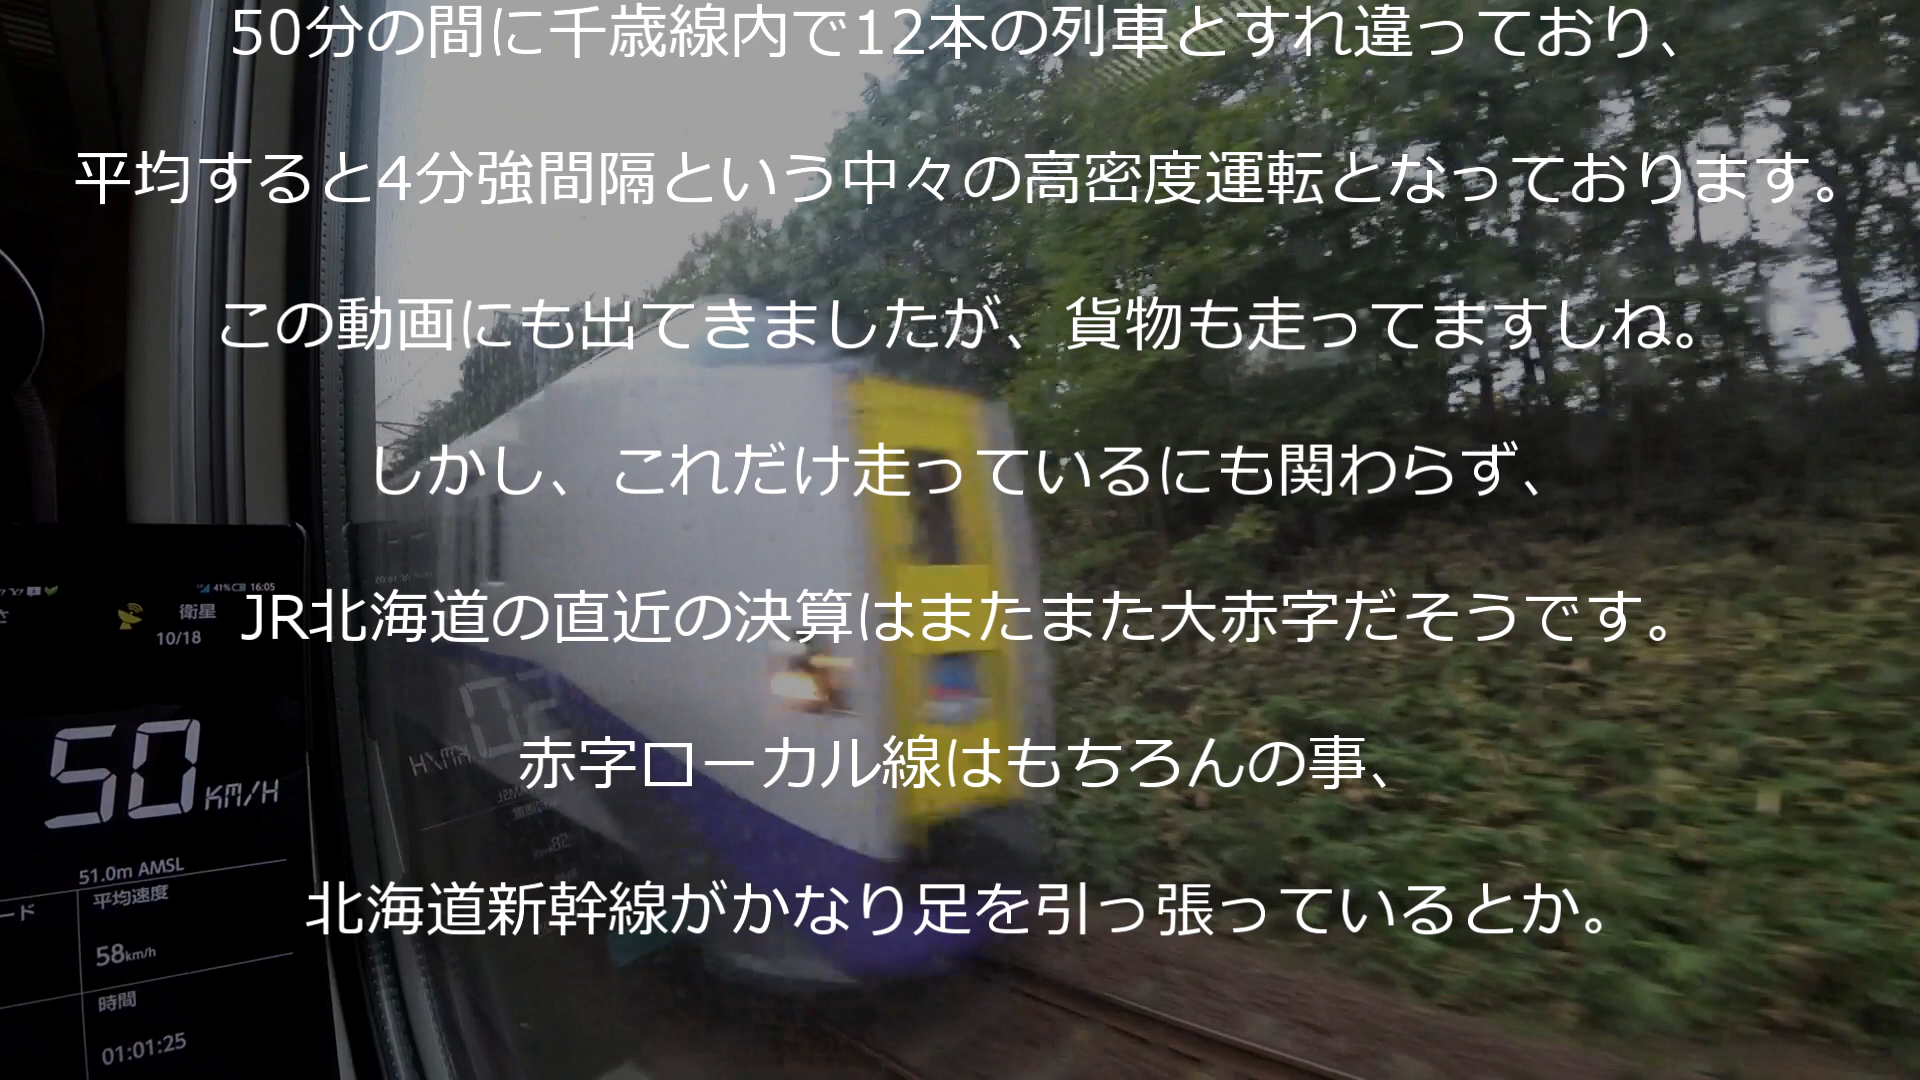 50分の間に千歳線内で12本の列車とすれ違っており、
平均すると4分強間隔という中々の高密度運転となっております。
この動画にも出てきましたが、貨物も走ってますしね。
しかし、これだけ走っているにも関わらず、
JR北海道の直近の決算はまたまた大赤字だそうです。
赤字ローカル線はもちろんの事、
北海道新幹線がかなり足を引っ張っているとか。
41% 16:05
さ 衛星
10/18
50 KM/H
51.0m AMSL
ード 平均速度
58km/h
時間
01:01:25